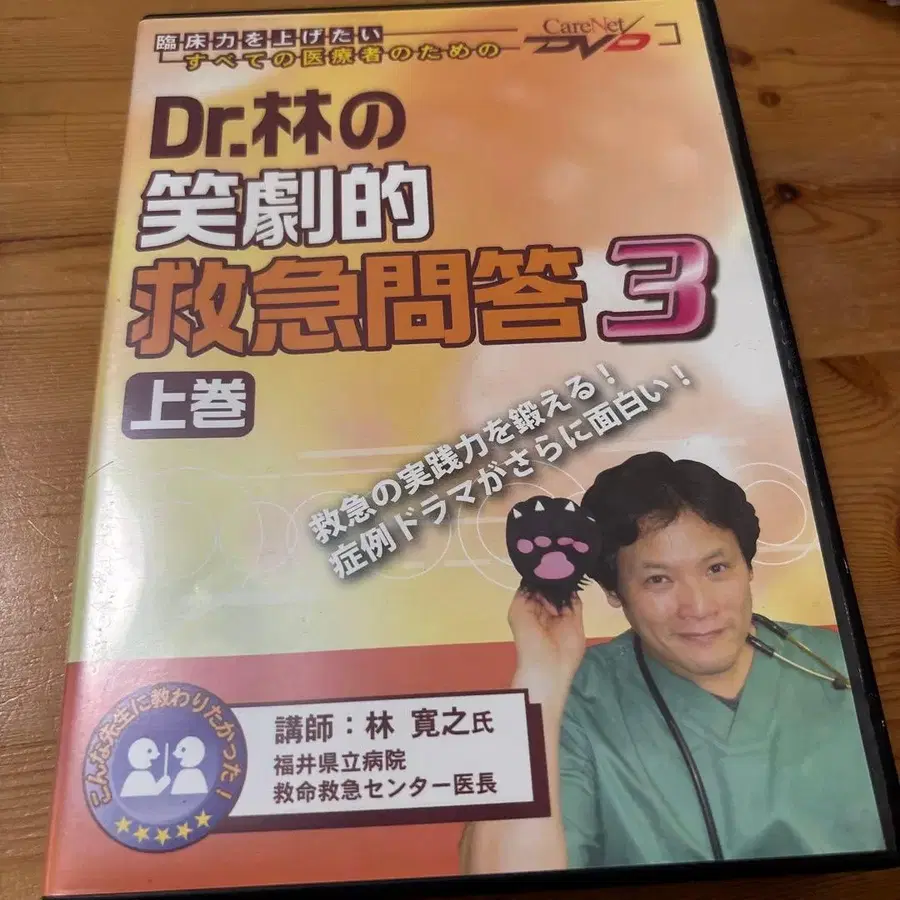 臨床力を上げたい
すべての医療者のための
CareNet
DVD
Dr.林の
笑劇的
救急問答3
上巻
救急の実践力を鍛える！
症例ドラマがさらに面白い！
こんな先生に教わりたかった！
講師：林 寛之氏
福井県立病院
救命救急センター医長